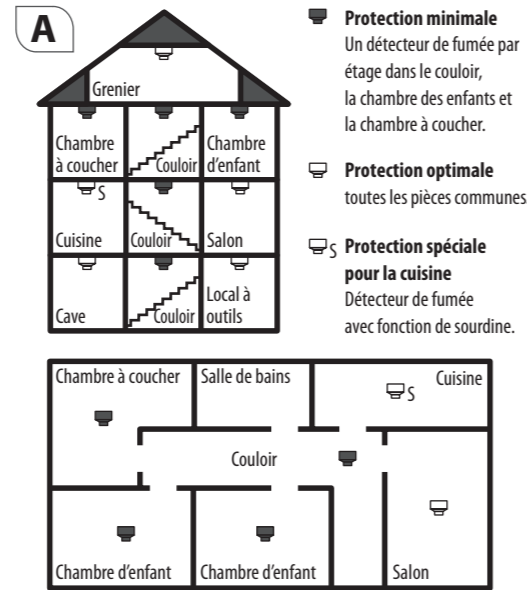 A
Grenier
Chambre
à coucher
Couloir
Chambre
d'enfant
S
Cuisine
Couloir
Salon
Cave
Couloir
Local à
outils
Protection minimale
Un détecteur de fumée par
étage dans le couloir,
la chambre des enfants et
la chambre à coucher.
Protection optimale
toutes les pièces communes
S
Protection spéciale
pour la cuisine
Détecteur de fumée
avec fonction de sourdine.
Chambre à coucher
Salle de bains
Cuisine
S
Couloir
Chambre d'enfant
Chambre d'enfant
Salon